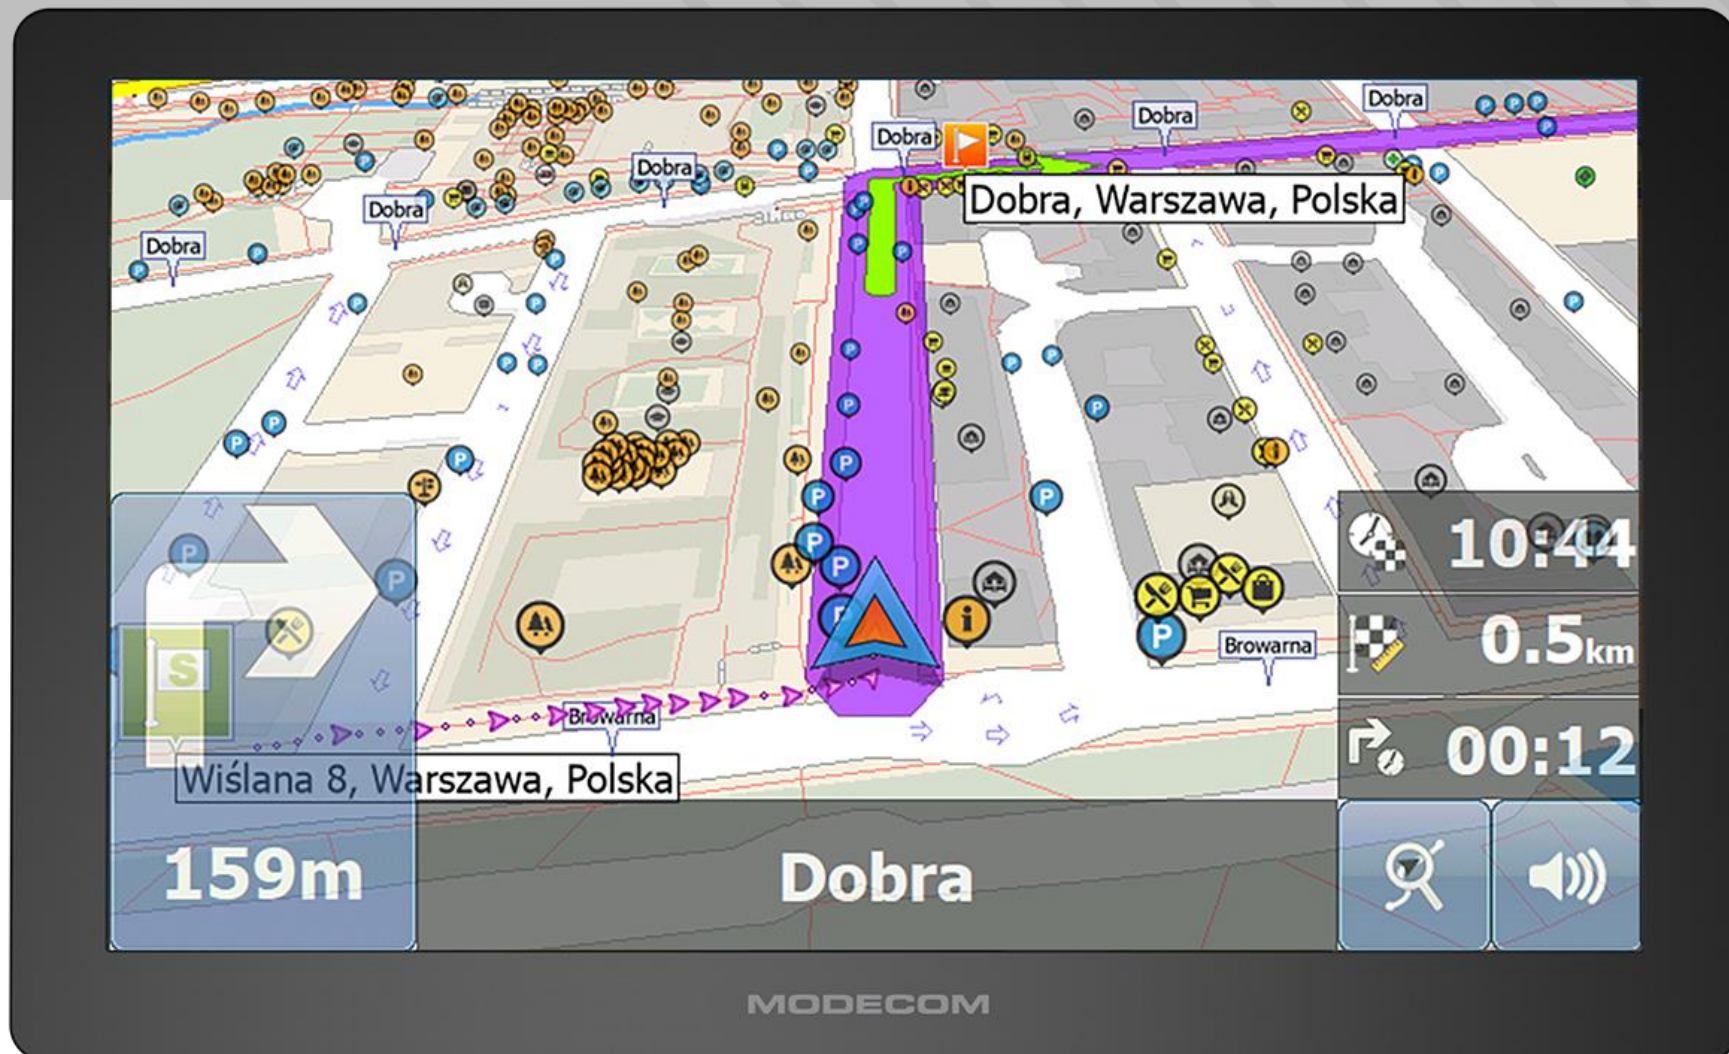 Dobra
Dobra
Dobra
Dobra
Dobra
Dobra
Dobra, Warszawa, Polska
Browarna
Browarna
Wiślana 8, Warszawa, Polska
S
10:44
0.5km
00:12
159m
Dobra
MODECOM